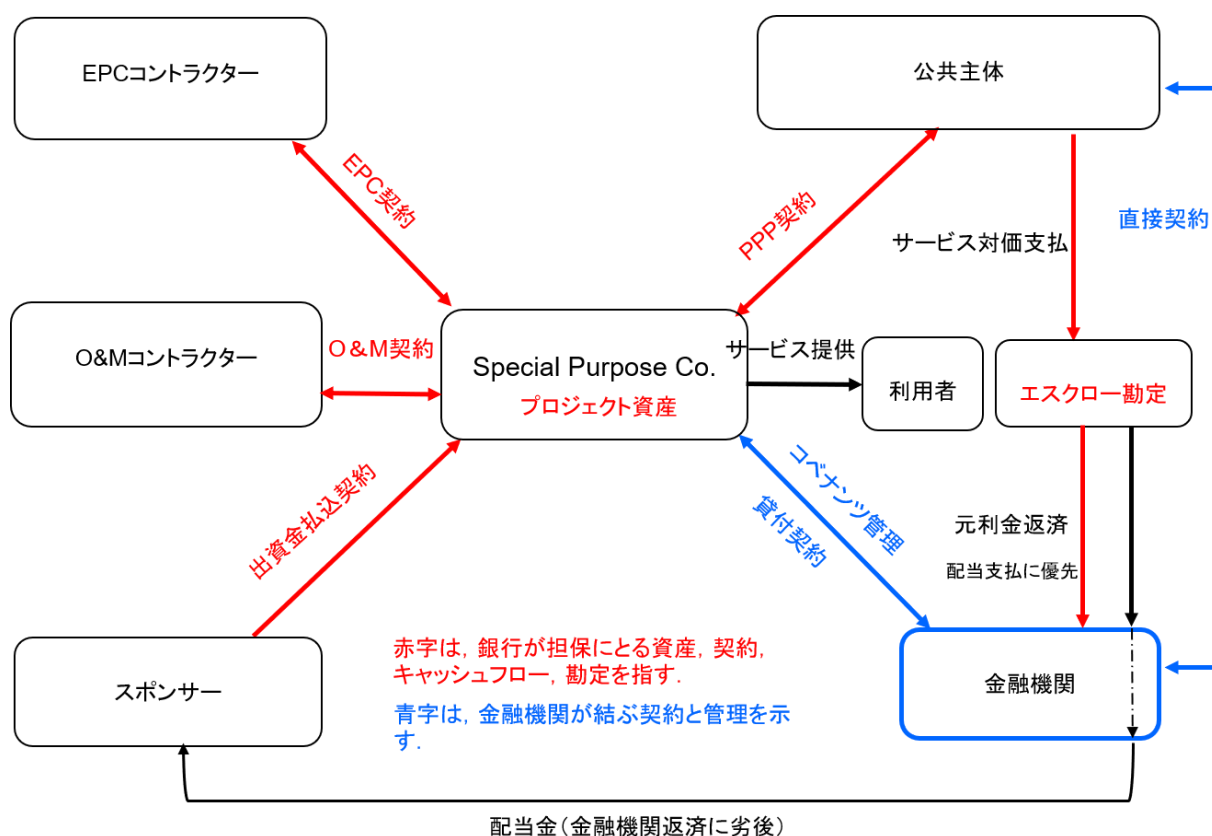 EPCコントラクター
公共主体
EPC契約
PPP契約
サービス対価支払
直接契約
O&Mコントラクター
O&M契約
Special Purpose Co.
プロジェクト資産
サービス提供
利用者
エスクロー勘定
出資金払込契約
コベナンツ管理
貸付契約
元利金返済
配当支払に優先
スポンサー
赤字は，銀行が担保にとる資産，契約，
キャッシュフロー，勘定を指す．
青字は，金融機関が結ぶ契約と管理を示
す．
金融機関
配当金（金融機関返済に劣後）